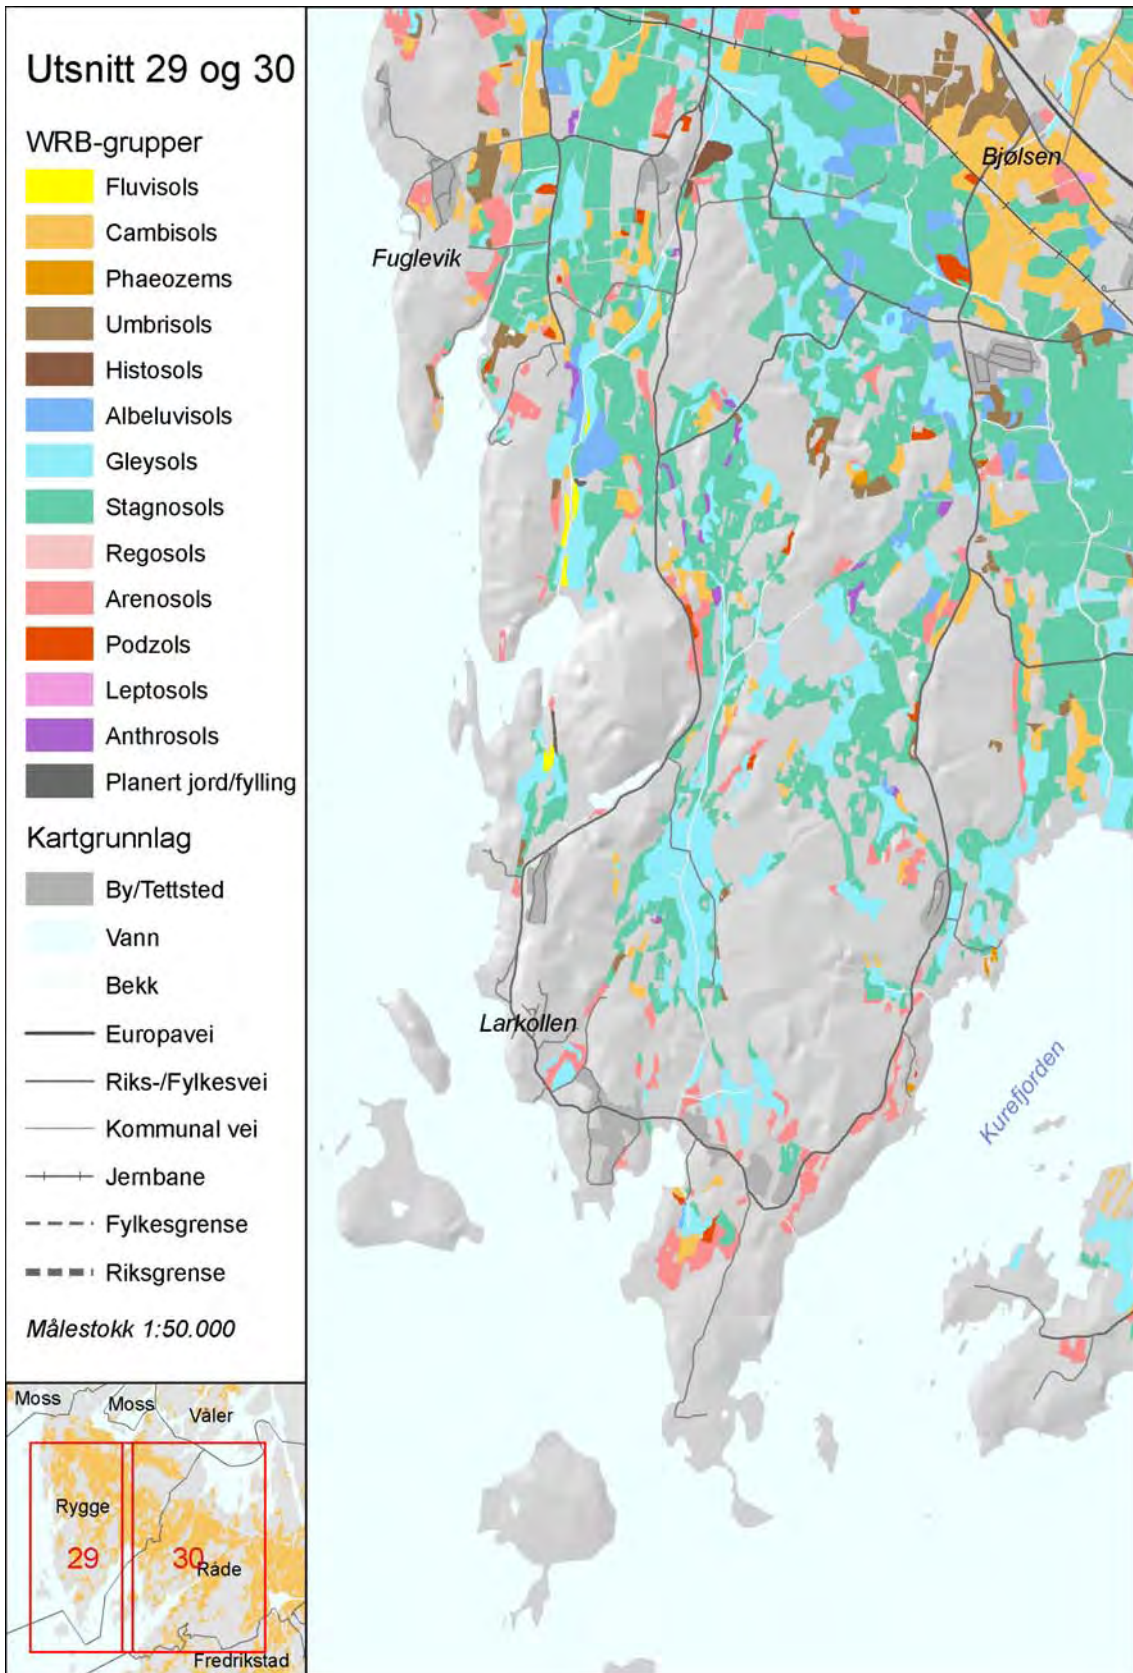 Utsnitt 29 og 30
WRB-grupper
Fluvisols
Cambisols
Phaeozems
Umbrisols
Histosols
Albeluvisols
Gleysols
Stagnosols
Regosols
Arenosols
Podzols
Leptosols
Anthrosols
Planert jord/fylling
Kartgrunnlag
By/Tettsted
Vann
Bekk
Europavei
Riks-/Fylkesvei
Kommunal vei
Jernbane
Fylkesgrense
Riksgrense
Målestokk 1:50.000
Moss
Moss
Våler
Rygge
29
30
Råde
Fredrikstad
Bjølsen
Fuglevik
Larkollen
Kurefjorden